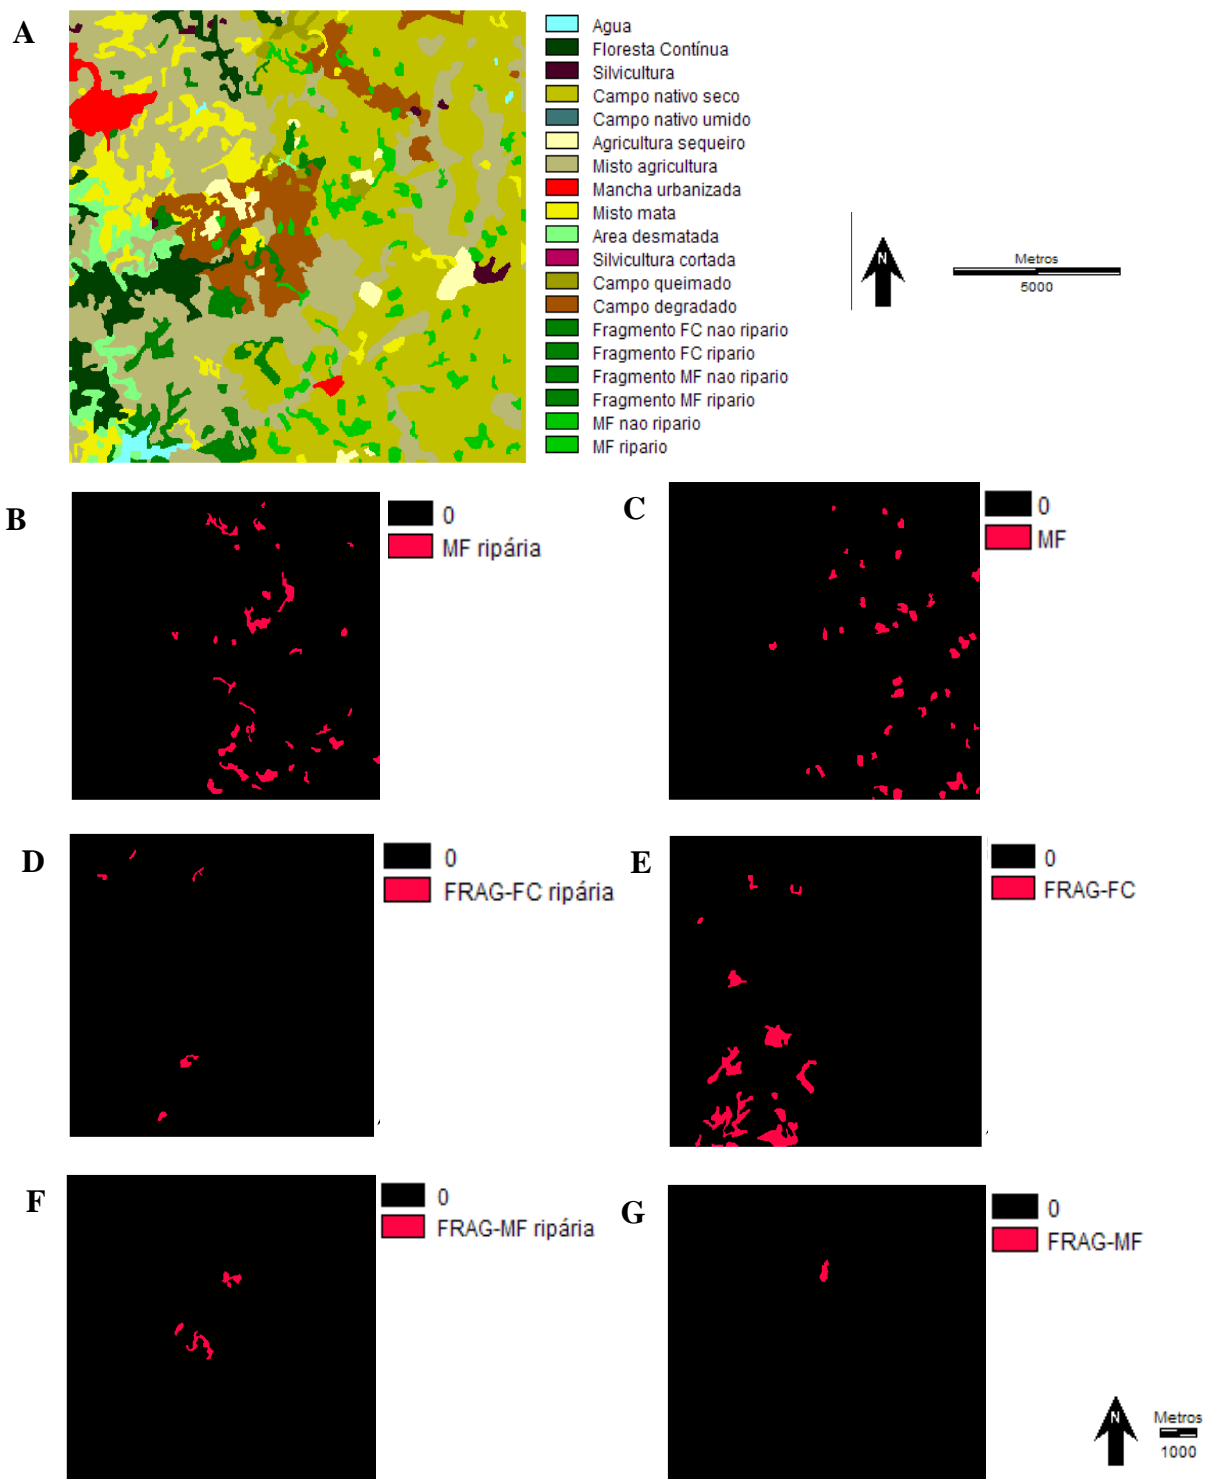 A
Agua
Floresta Contínua
Silvicultura
Campo nativo seco
Campo nativo umido
Agricultura sequeiro
Misto agricultura
Mancha urbanizada
Misto mata
Area desmatada
Silvicultura cortada
Campo queimado
Campo degradado
Fragmento FC nao ripario
Fragmento FC ripario
Fragmento MF nao ripario
Fragmento MF ripario
MF nao ripario
MF ripario
N
Metros
5000
B
0
MF ripária
C
0
MF
D
0
FRAG-FC ripária
E
0
FRAG-FC
F
0
FRAG-MF ripária
G
0
FRAG-MF
N
Metros
1000